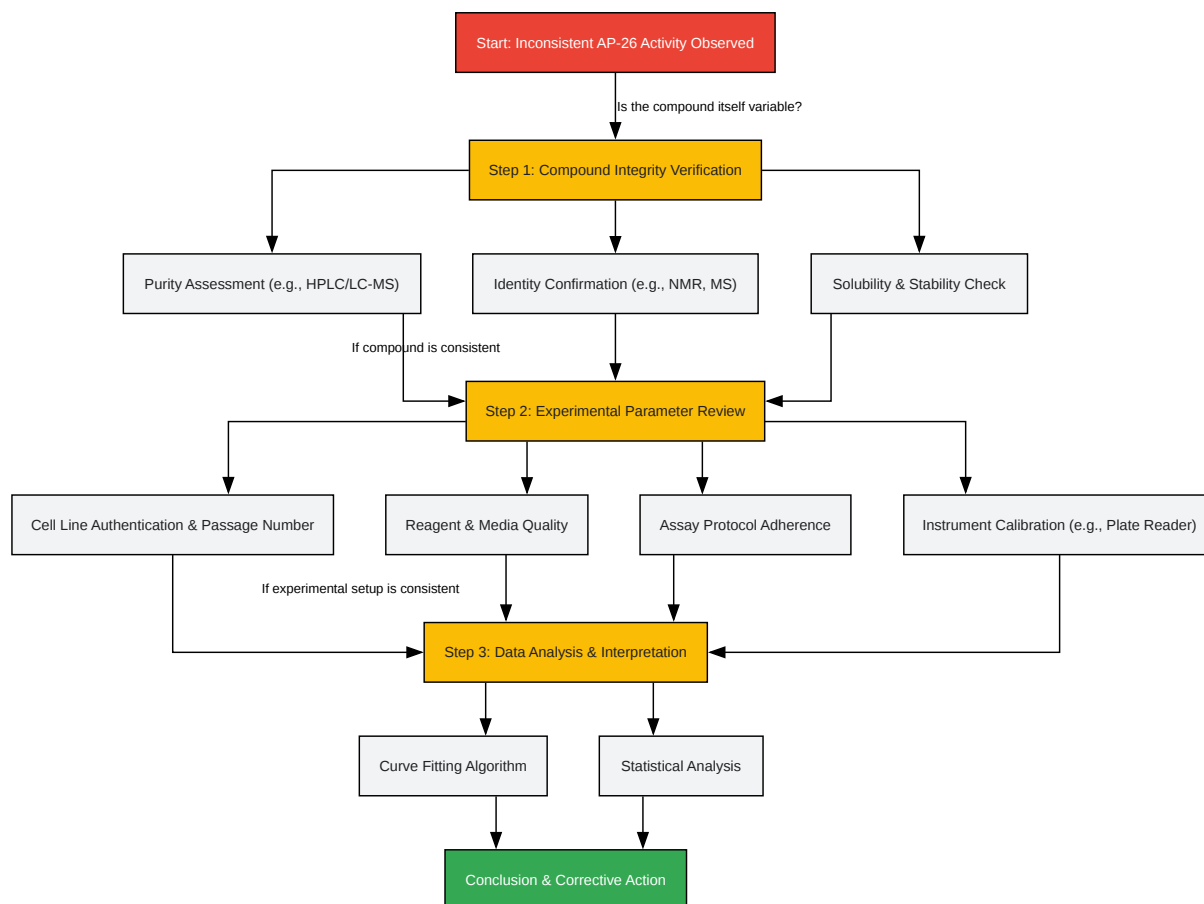 Start: Inconsistent AP-26 Activity Observed
Is the compound itself variable?
Step 1: Compound Integrity Verification
Purity Assessment (e.g., HPLC/LC-MS)
Identity Confirmation (e.g., NMR, MS)
Solubility & Stability Check
If compound is consistent
Step 2: Experimental Parameter Review
Cell Line Authentication & Passage Number
Reagent & Media Quality
Assay Protocol Adherence
Instrument Calibration (e.g., Plate Reader)
If experimental setup is consistent
Step 3: Data Analysis & Interpretation
Curve Fitting Algorithm
Statistical Analysis
Conclusion & Corrective Action